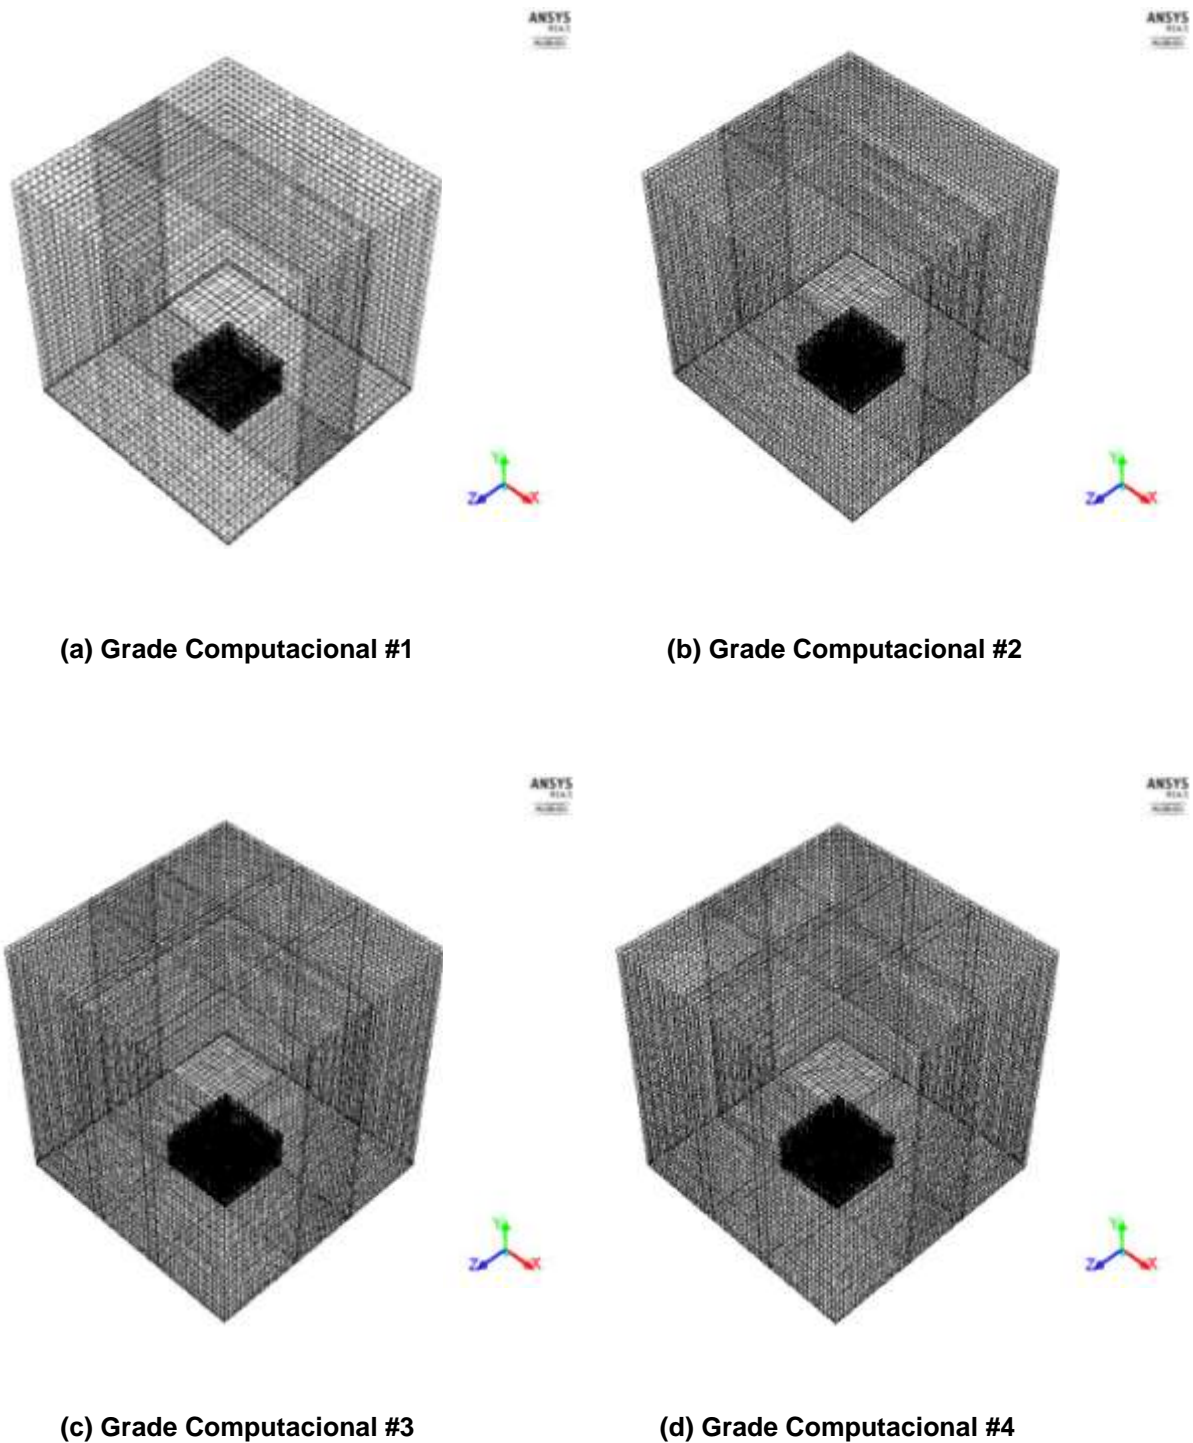 ANSYS
ANSYS
Y
Z
X
Y
Z
X
(a) Grade Computacional #1
(b) Grade Computacional #2
ANSYS
ANSYS
Y
Z
X
Y
Z
X
(c) Grade Computacional #3
(d) Grade Computacional #4